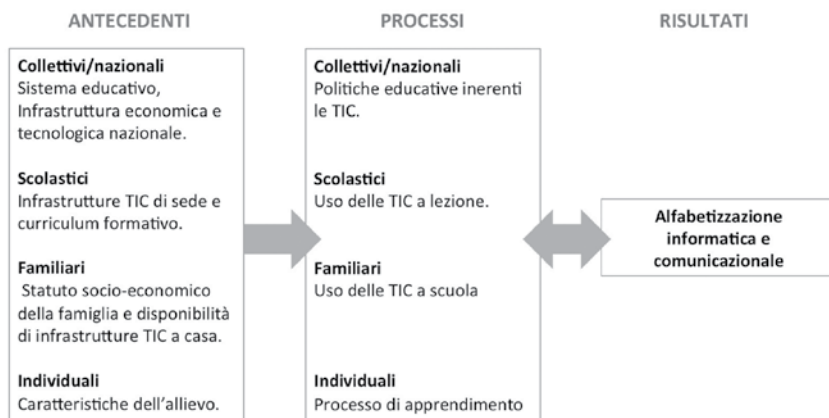 ANTECEDENTI
Collettivi/nazionali
Sistema educativo,
Infrastruttura economica e
tecnologica nazionale.
Scolastici
Infrastrutture TIC di sede e
curriculum formativo.
Familiari
Statuto socio-economico
della famiglia e disponibilità
di infrastrutture TIC a casa.
Individuali
Caratteristiche dell'allievo.
PROCESSI
Collettivi/nazionali
Politiche educative inerenti
le TIC.
Scolastici
Uso delle TIC a lezione.
Familiari
Uso delle TIC a scuola
Individuali
Processo di apprendimento
RISULTATI
Alfabetizzazione
informatica e
comunicazionale